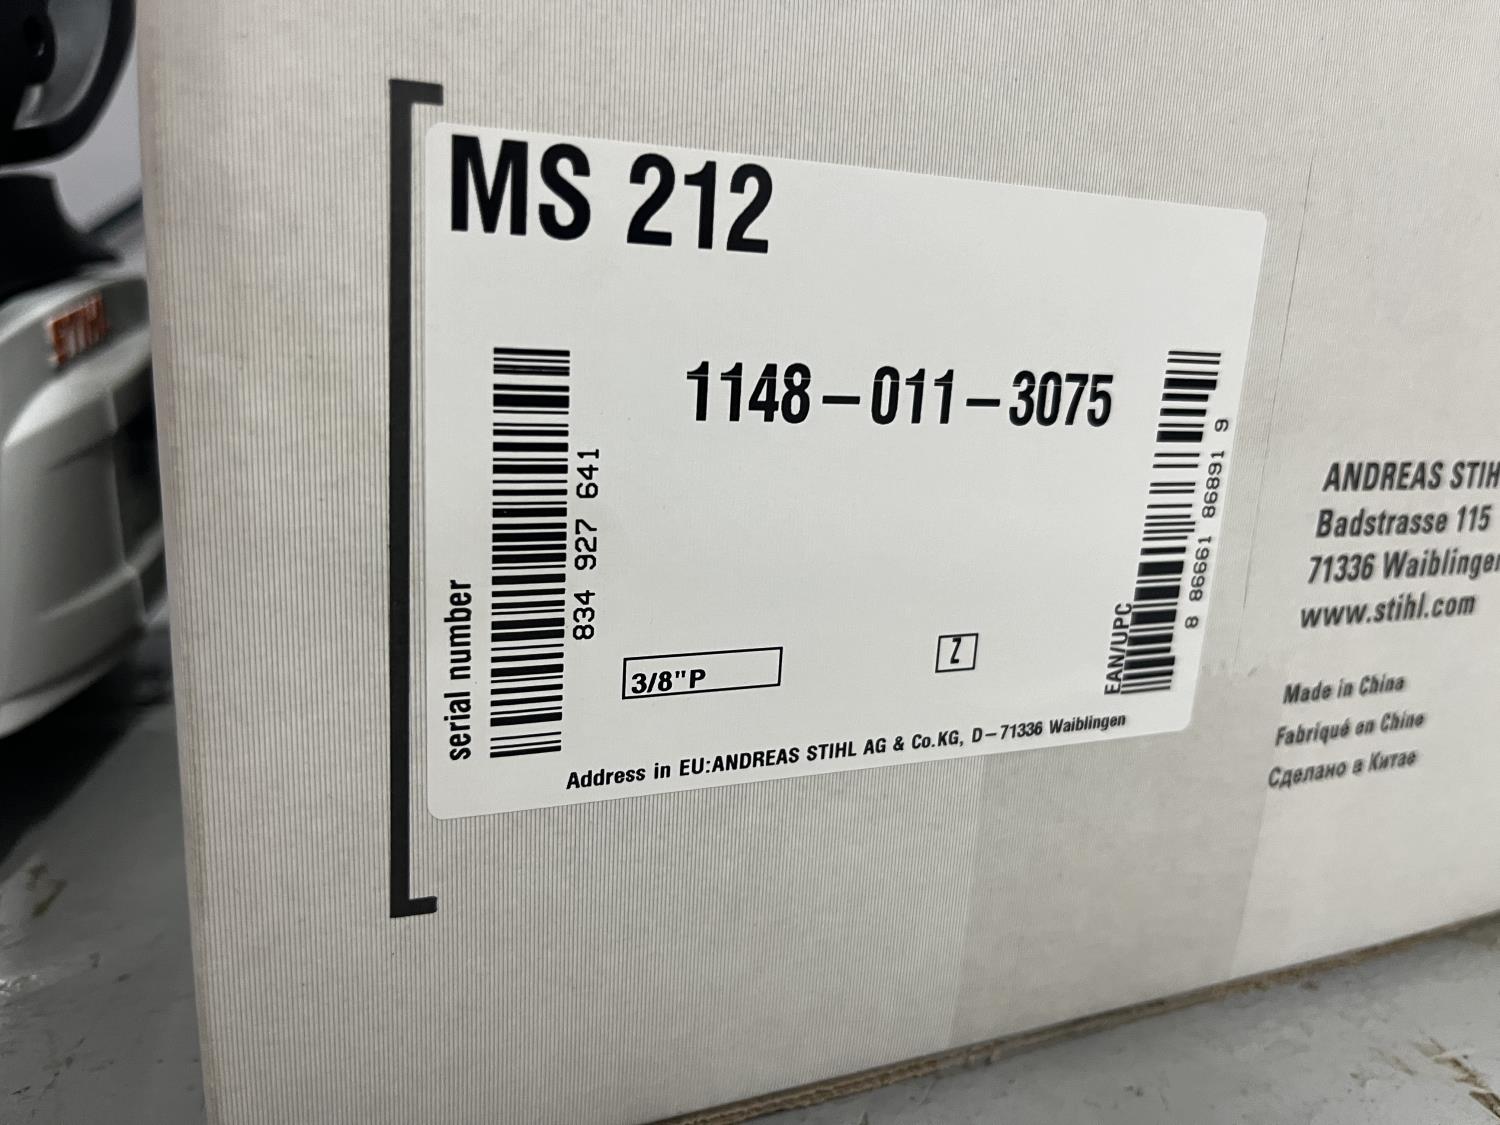 STIHL
MS 212
1148-011-3075
serial number
834 927 641
3/8"P
Z
EAN/UPC
8 86661 86891 9
Address in EU:ANDREAS STIHL AG & Co.KG, D-71336 Waiblingen
ANDREAS STIH
Badstrasse 115
71336 Waiblingen
www.stihl.com
Made in China
Fabriqué en Chine
Сделано в Китае